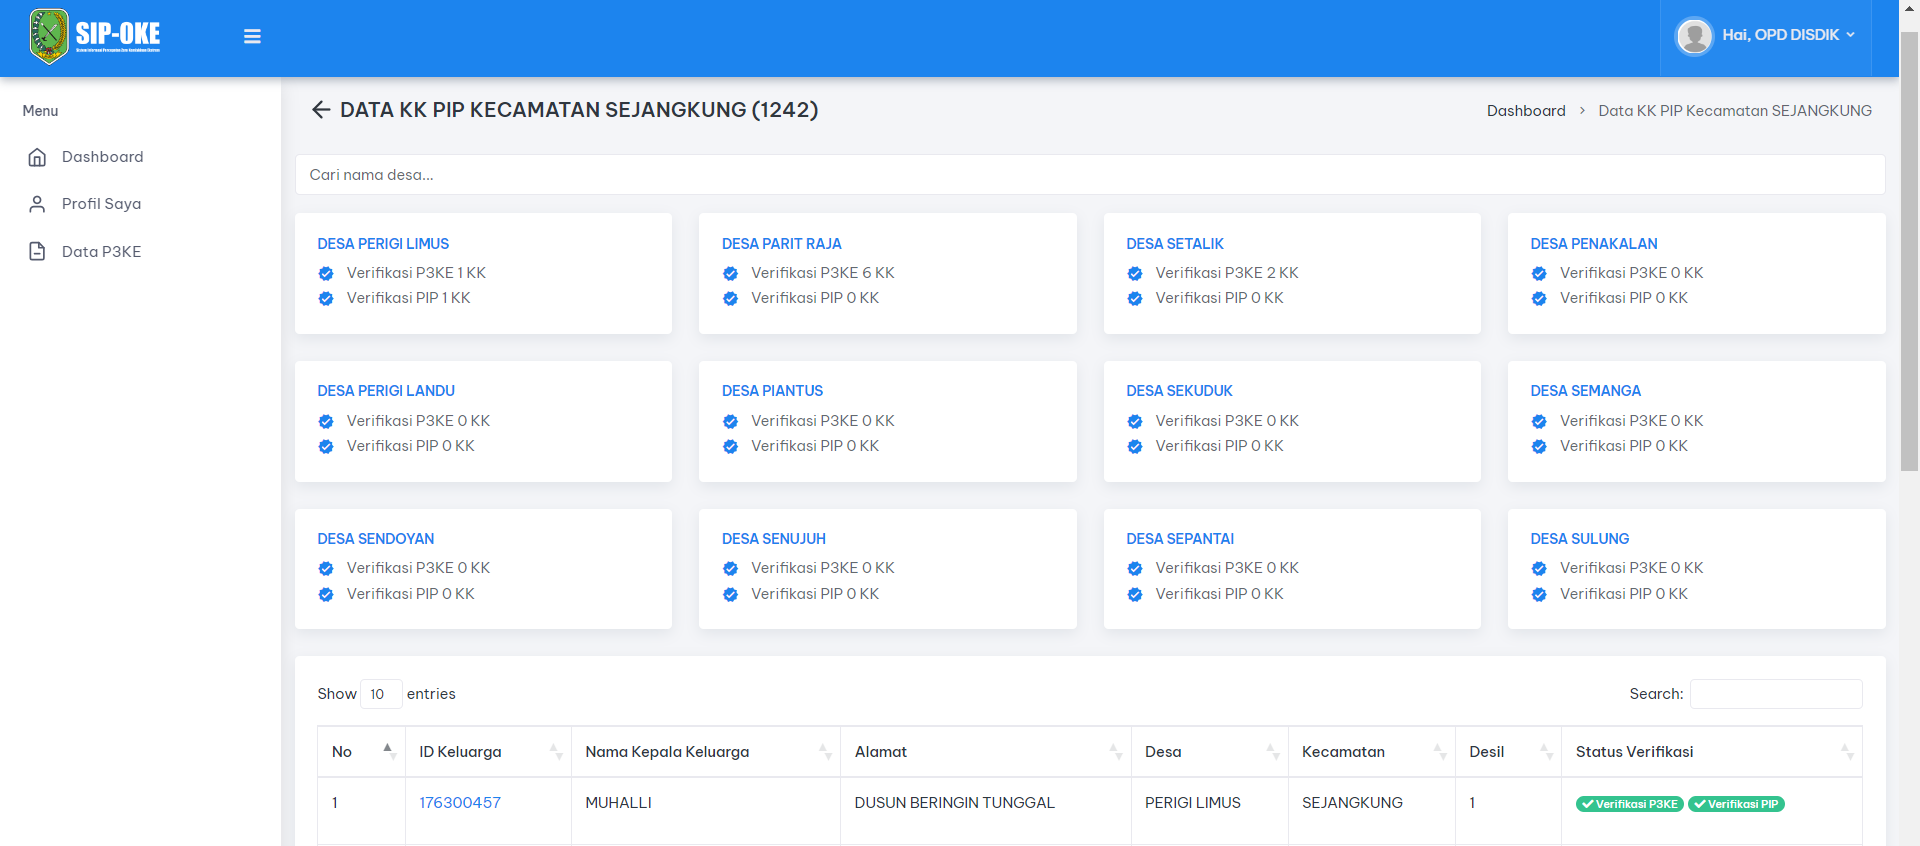 SIP-OKE
Hai, OPD DISDIK
Menu
Dashboard
Profil Saya
Data P3KE
DATA KK PIP KECAMATAN SEJANGKUNG (1242)
Dashboard > Data KK PIP Kecamatan SEJANGKUNG
Cari nama desa...
DESA PERIGI LIMUS
Verifikasi P3KE 1 KK
Verifikasi PIP 1 KK
DESA PARIT RAJA
Verifikasi P3KE 6 KK
Verifikasi PIP 0 KK
DESA SETALIK
Verifikasi P3KE 2 KK
Verifikasi PIP 0 KK
DESA PENAKALAN
Verifikasi P3KE 0 KK
Verifikasi PIP 0 KK
DESA PERIGI LANDU
Verifikasi P3KE 0 KK
Verifikasi PIP 0 KK
DESA PIANTUS
Verifikasi P3KE 0 KK
Verifikasi PIP 0 KK
DESA SEKUDUK
Verifikasi P3KE 0 KK
Verifikasi PIP 0 KK
DESA SEMANGA
Verifikasi P3KE 0 KK
Verifikasi PIP 0 KK
DESA SENDOYAN
Verifikasi P3KE 0 KK
Verifikasi PIP 0 KK
DESA SENUJUH
Verifikasi P3KE 0 KK
Verifikasi PIP 0 KK
DESA SEPANTAI
Verifikasi P3KE 0 KK
Verifikasi PIP 0 KK
DESA SULUNG
Verifikasi P3KE 0 KK
Verifikasi PIP 0 KK
Show 10 entries
Search:
No ID Keluarga Nama Kepala Keluarga Alamat Desa Kecamatan Desil Status Verifikasi
1 176300457 MUHALLI DUSUN BERINGIN TUNGGAL PERIGI LIMUS SEJANGKUNG 1 Verifikasi P3KE Verifikasi PIP